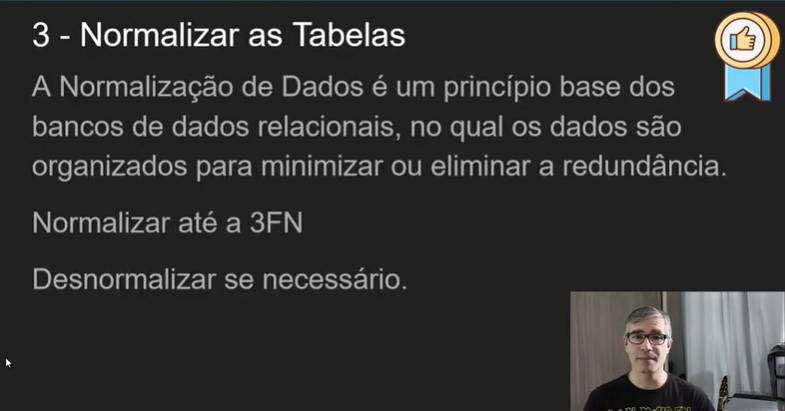 3 - Normalizar as Tabelas
A Normalização de Dados é um princípio base dos
bancos de dados relacionais, no qual os dados são
organizados para minimizar ou eliminar a redundância.
Normalizar até a 3FN
Desnormalizar se necessário.